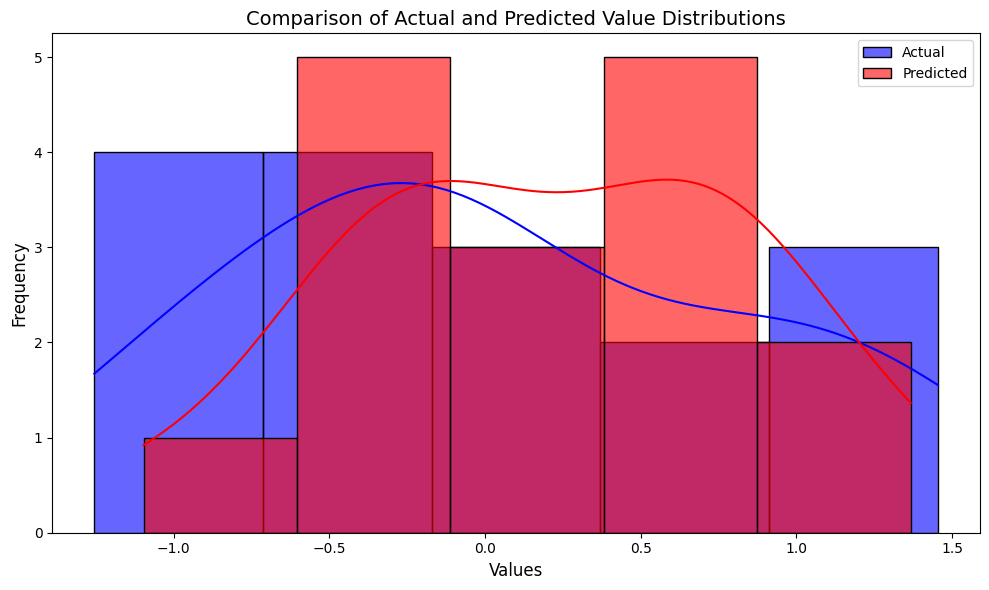 Comparison of Actual and Predicted Value Distributions
Actual
Predicted
Frequency
5
4
3
2
1
0
−1.0
−0.5
0.0
0.5
1.0
1.5
Values